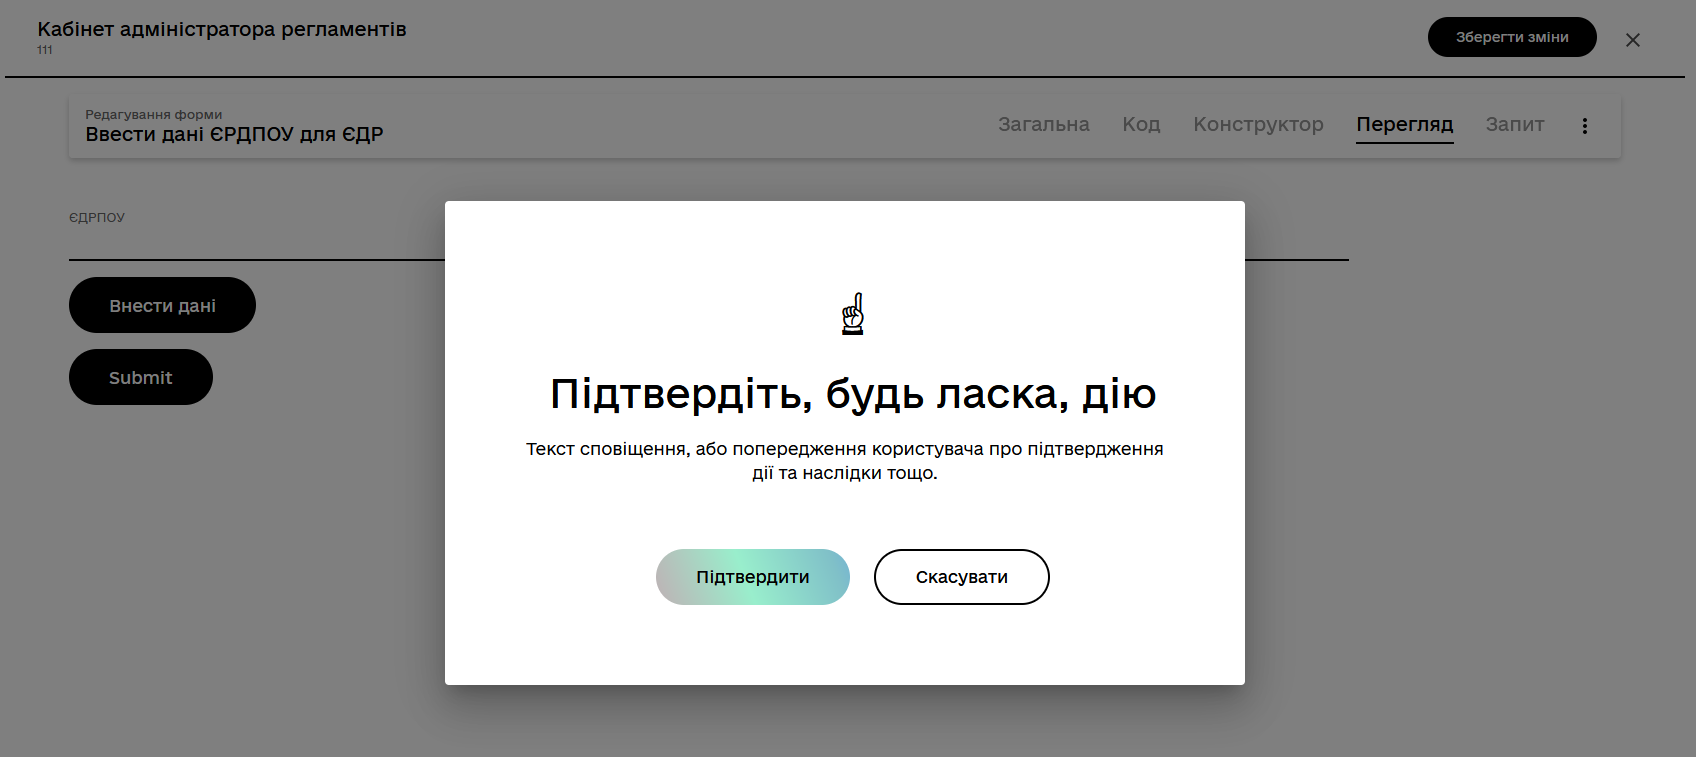 Кабінет адміністратора регламентів
111
Зберегти зміни
Редагування форми
Ввести дані ЄРДПОУ для ЄДР
Загальна
Код
Конструктор
Перегляд
Запит
ЄДРПОУ
Внести дані
Submit
Підтвердіть, будь ласка, дію
Текст сповіщення, або попередження користувача про підтвердження
дії та наслідки тощо.
Підтвердити
Скасувати